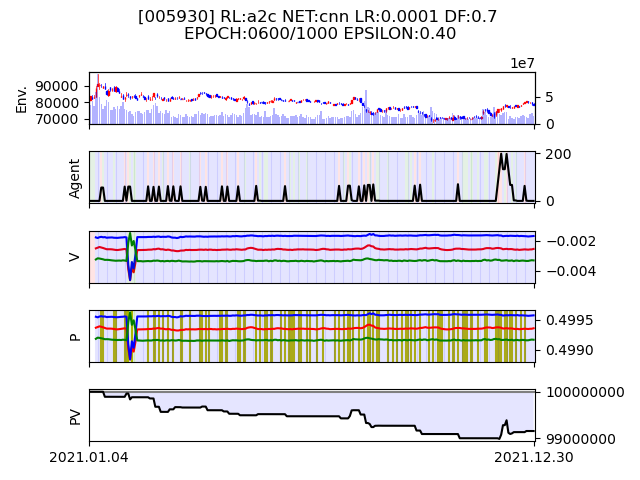 [005930] RL:a2c NET:cnn LR:0.0001 DF:0.7
EPOCH:0600/1000 EPSILON:0.40
1e7
Env.
90000
80000
70000
5
0
Agent
200
0
V
−0.002
−0.004
P
0.4995
0.4990
PV
100000000
99000000
2021.01.04
2021.12.30